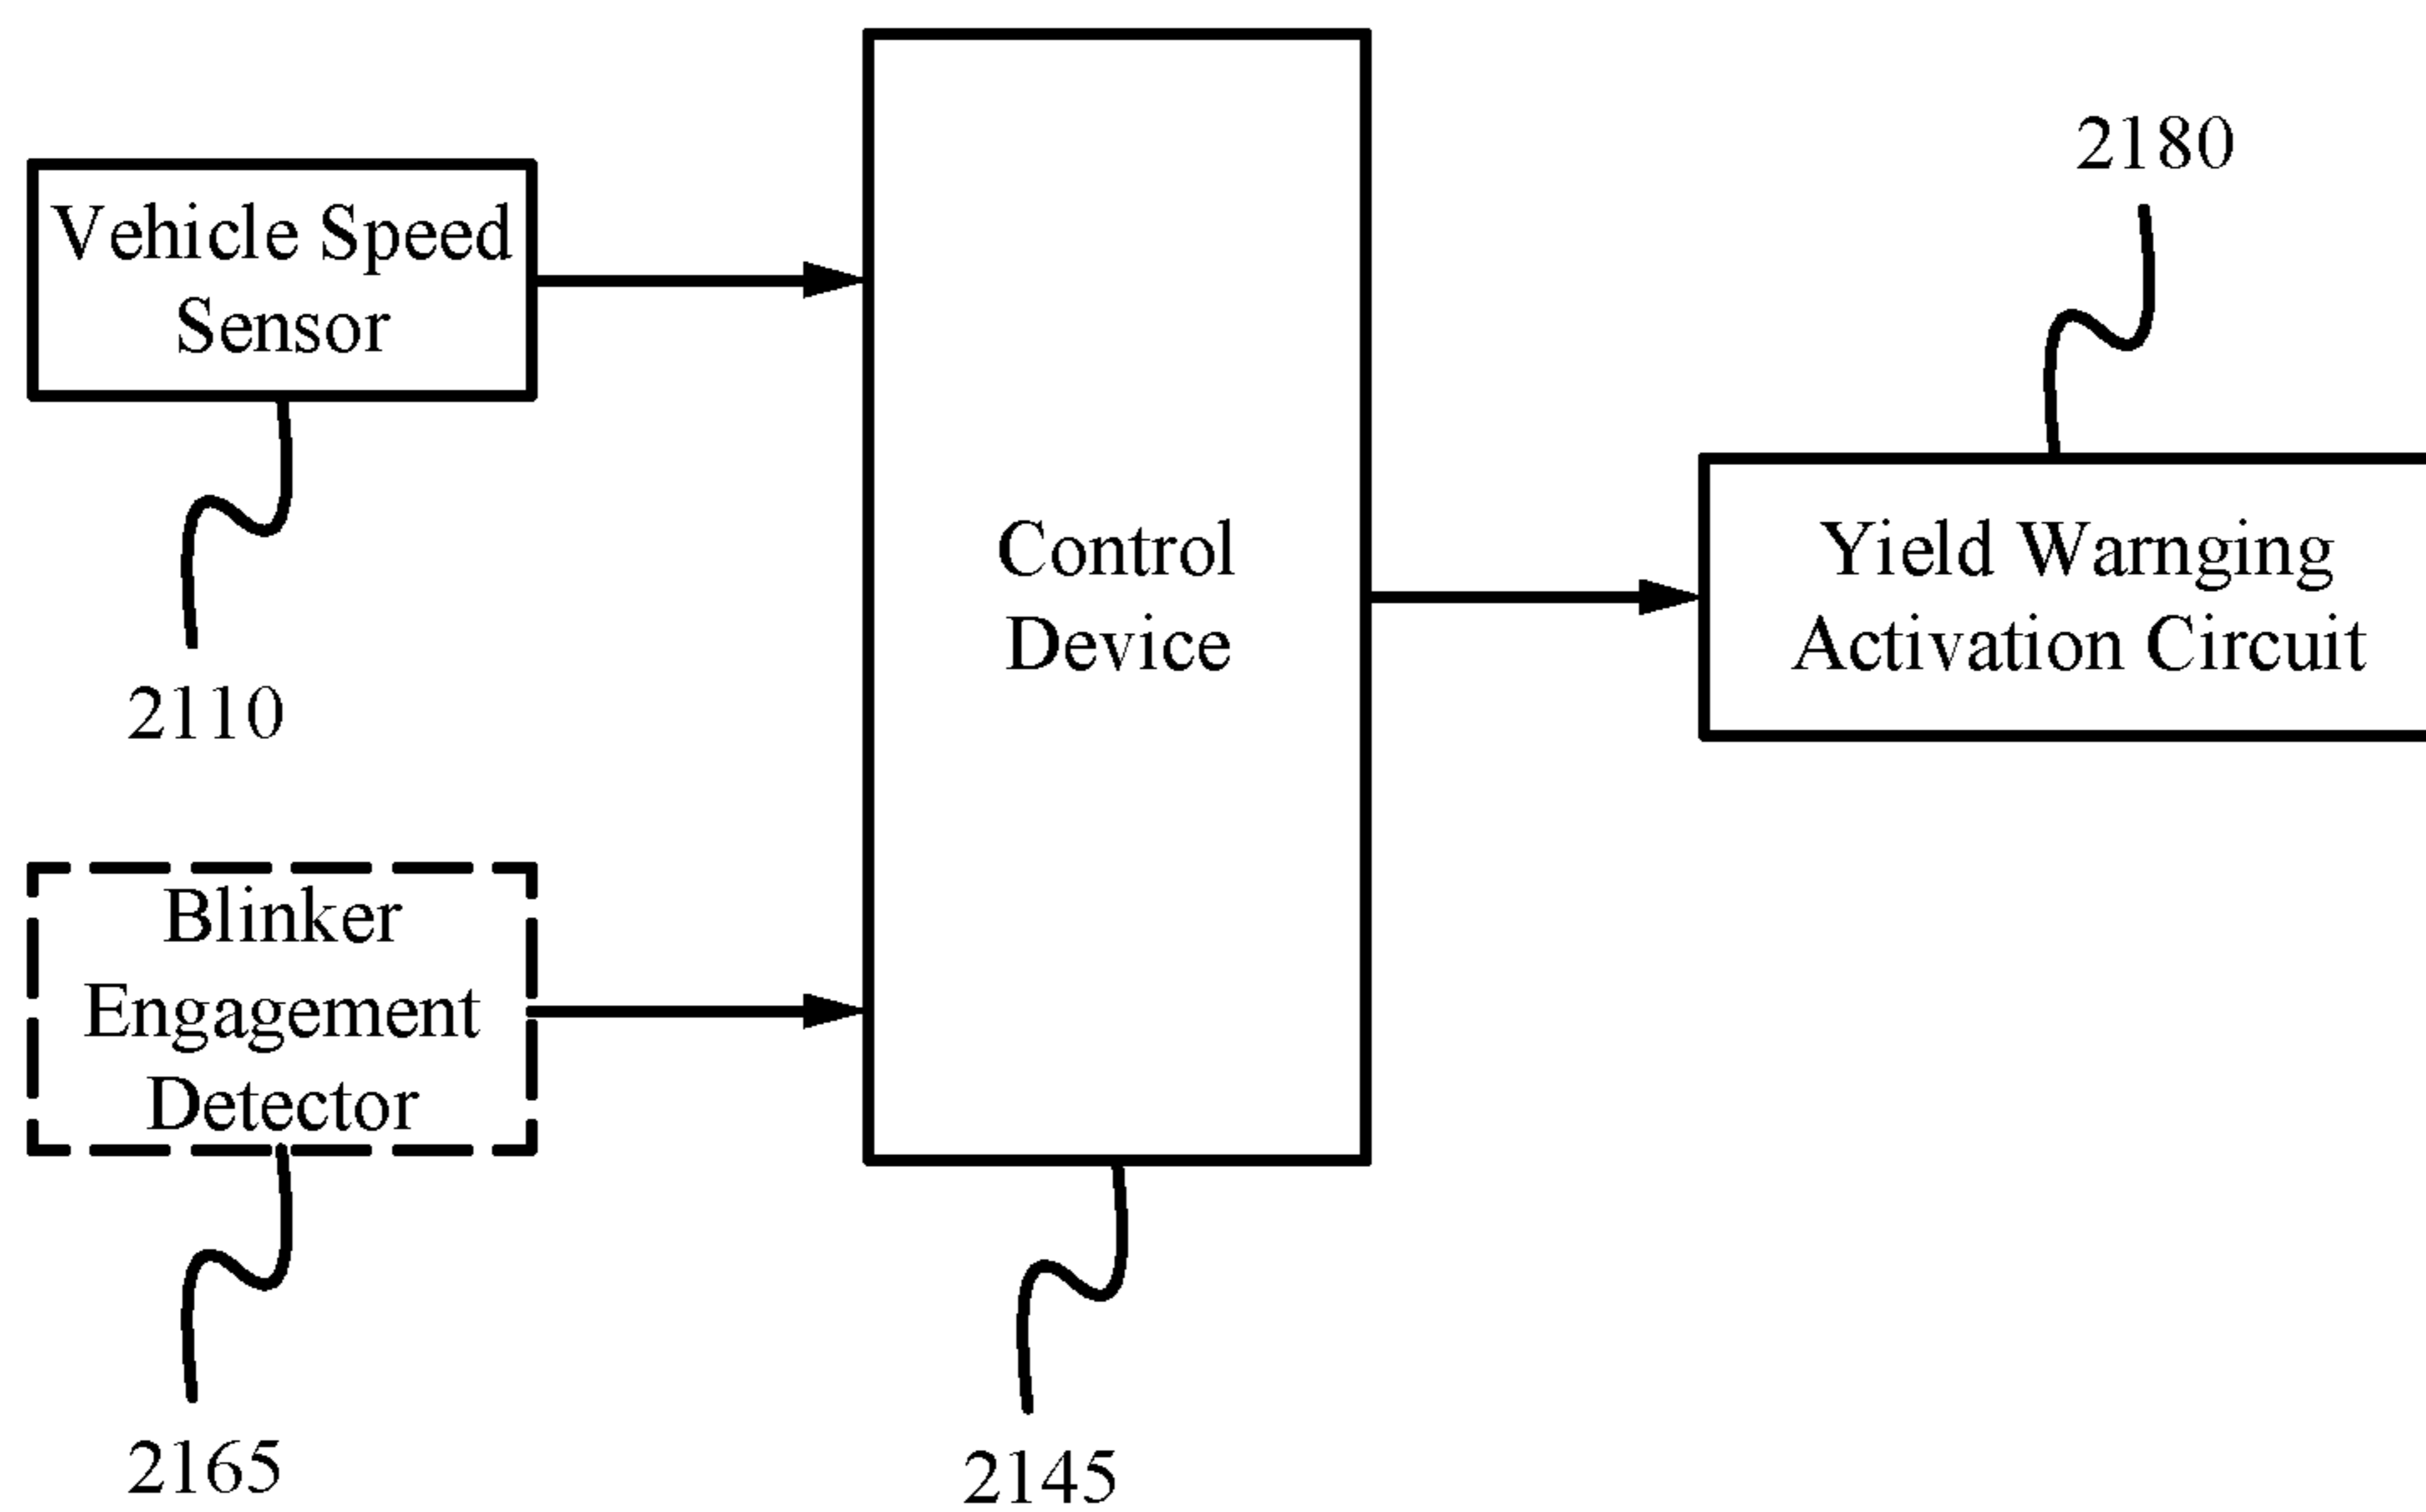 Vehicle Speed
Sensor
2110
Blinker
Engagement
Detector
2165
Control
Device
2145
2180
Yield Warnging
Activation Circuit